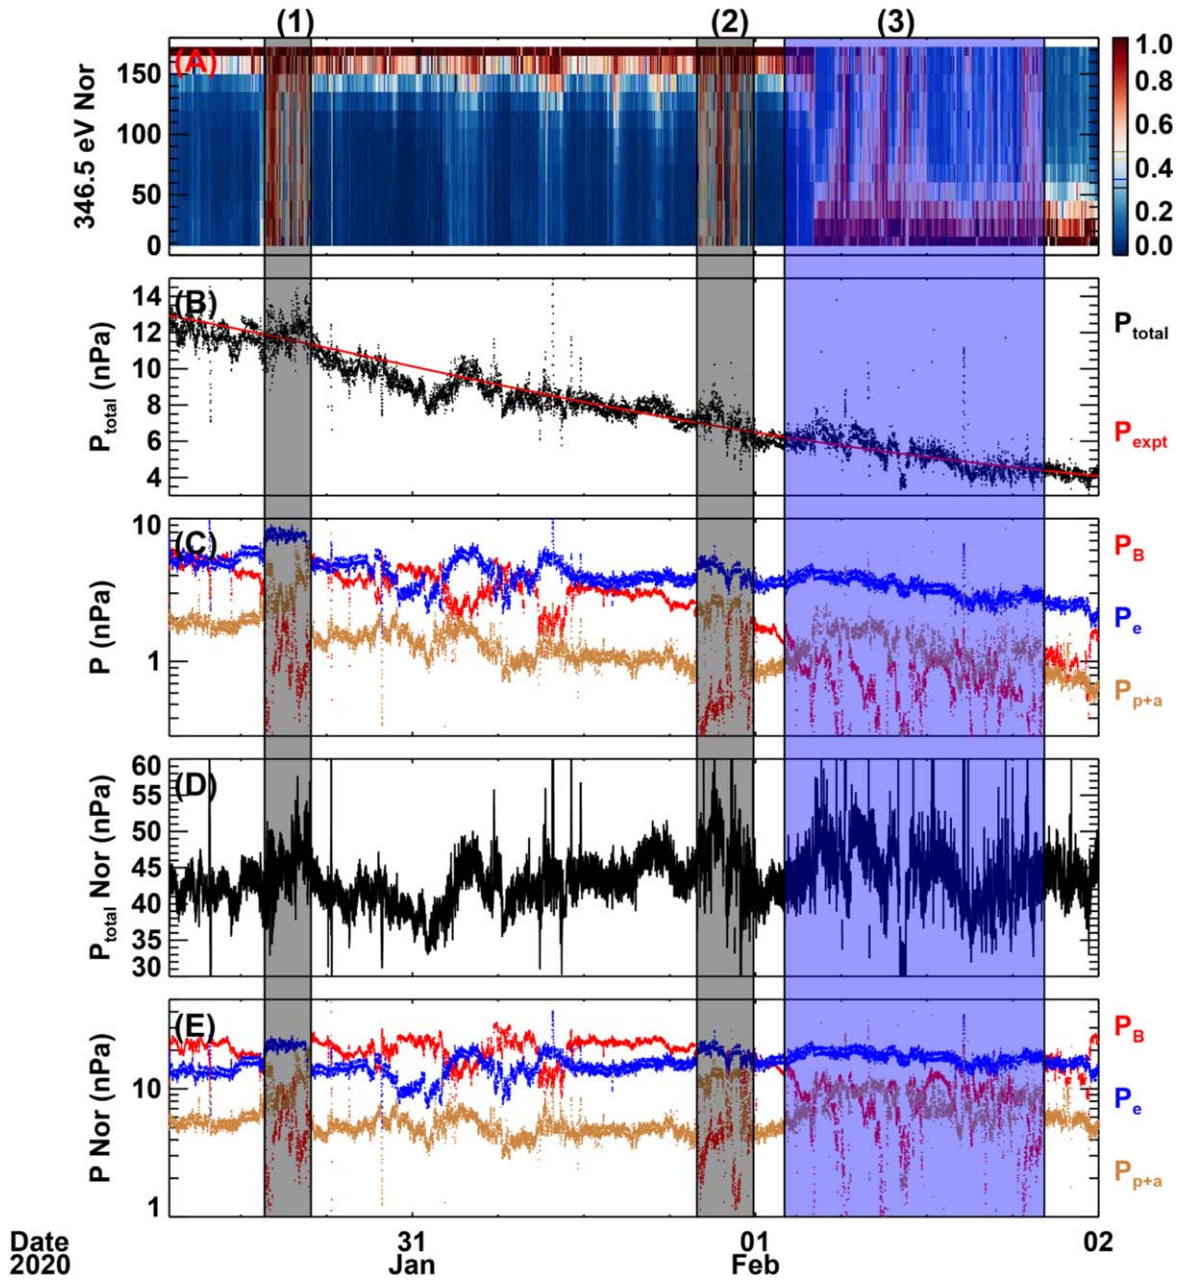 (1) (2) (3)
(A)
346.5 eV Nor
150
100
50
0
1.0
0.8
0.6
0.4
0.2
0.0
(B)
P_total (nPa)
14
12
10
8
6
4
P_total
P_expt
(C)
P (nPa)
10
1
P_B
P_e
P_p+a
(D)
P_total Nor (nPa)
60
55
50
45
40
35
30
(E)
P Nor (nPa)
10
1
P_B
P_e
P_p+a
Date 31 01 02
2020 Jan Feb